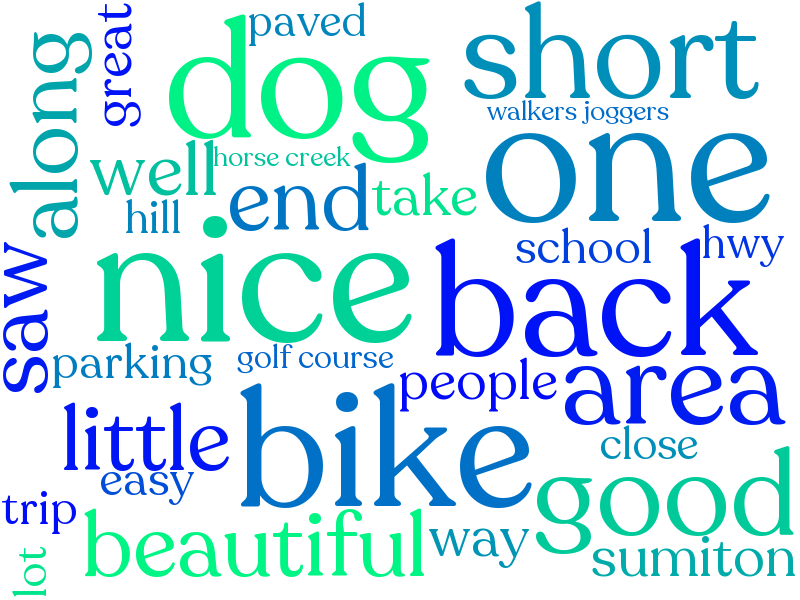 great
paved
dog
short
walkers joggers
along
well
horse creek
one
hill
end
take
school
hwy
saw
nice
back
parking
golf course
people
area
little
bike
close
easy
good
trip
beautiful
way
sumiton
lot